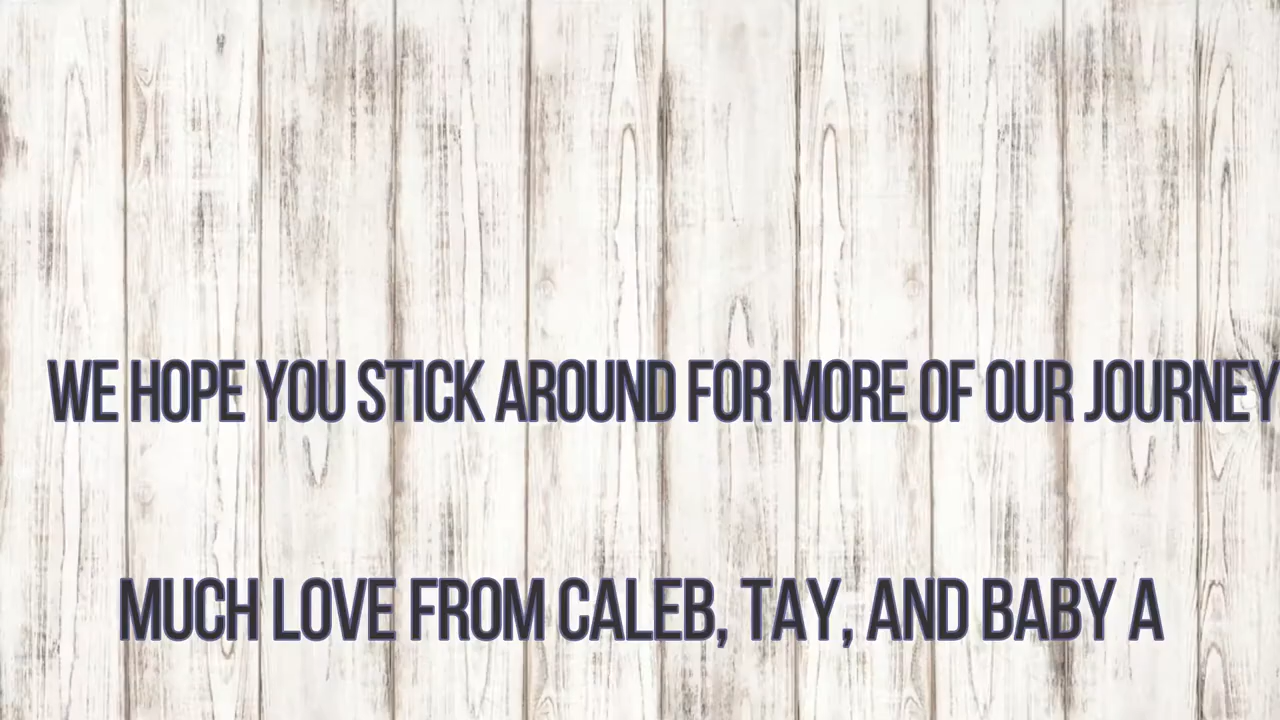 WE HOPE YOU STICK AROUND FOR MORE OF OUR JOURNEY
MUCH LOVE FROM CALEB, TAY, AND BABY A